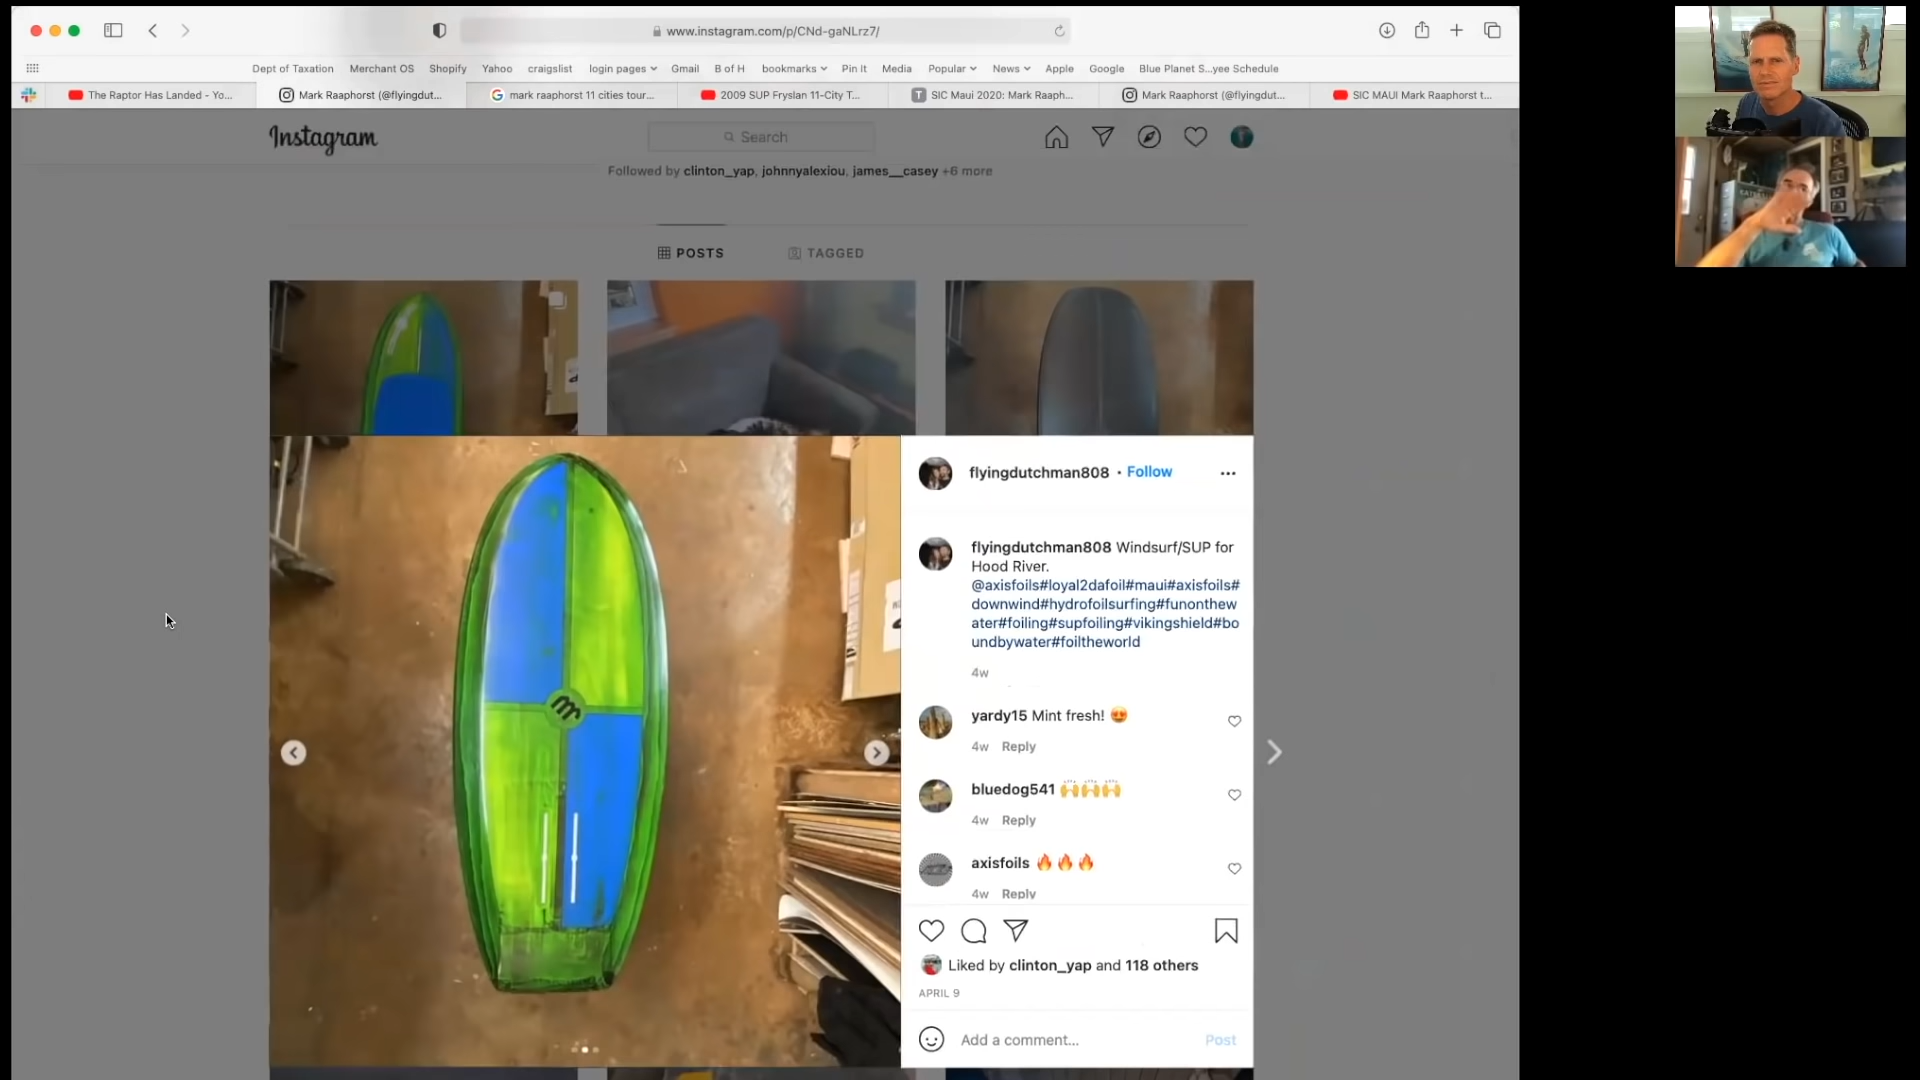 www.instagram.com/p/CNd-gaNLrz7/
Dept of Taxation Merchant OS Shopify Yahoo craigslist login pages Gmail B of H bookmarks Pin It Media Popular News Apple Google Blue Planet S...yee Schedule
The Raptor Has Landed - Yo... Mark Raaphorst (@flyingdut... mark raaphorst 11 cities tour... 2009 SUP Fryslan 11-City T... SIC Maui 2020: Mark Raaph... Mark Raaphorst (@flyingdut... SIC MAUI Mark Raaphorst t...
Instagram
Search
Followed by clinton_yap, johnnyalexiou, james__casey +6 more
POSTS TAGGED
flyingdutchman808 • Follow
flyingdutchman808 Windsurf/SUP for
Hood River.
@axisfoils#loyal2dafoil#maui#axisfoils#
downwind#hydrofoilsurfing#funonthew
ater#foiling#supfoiling#vikingshield#bo
undbywater#foiltheworld
4w
yardy15 Mint fresh! 😍
4w Reply
bluedog541 🙌🙌🙌
4w Reply
axisfoils 🔥🔥🔥
4w Reply
Liked by clinton_yap and 118 others
APRIL 9
Add a comment... Post